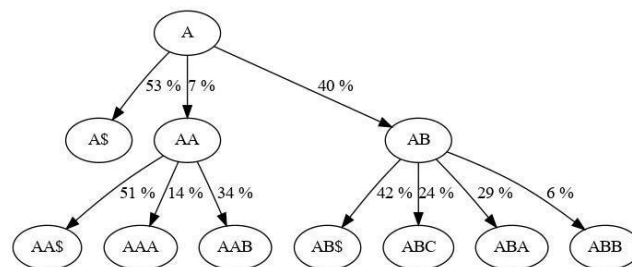 A
53 % 7 % 40 %
A$ AA AB
51 % 14 % 34 % 42 % 24 % 29 % 6 %
AA$ AAA AAB AB$ ABC ABA ABB